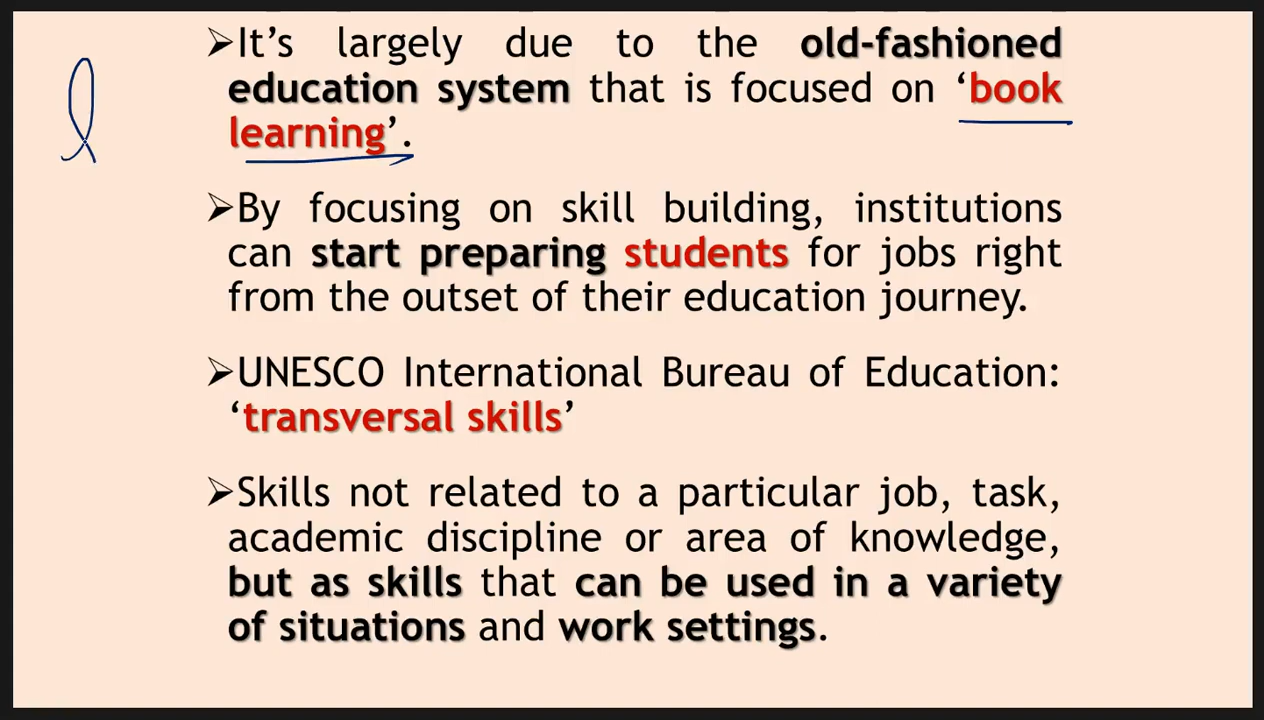 ➢It’s largely due to the old-fashioned
education system that is focused on ‘book
learning’.
➢By focusing on skill building, institutions
can start preparing students for jobs right
from the outset of their education journey.
➢UNESCO International Bureau of Education:
‘transversal skills’
➢Skills not related to a particular job, task,
academic discipline or area of knowledge,
but as skills that can be used in a variety
of situations and work settings.